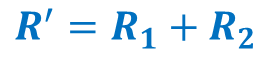 R′ = R₁ + R₂